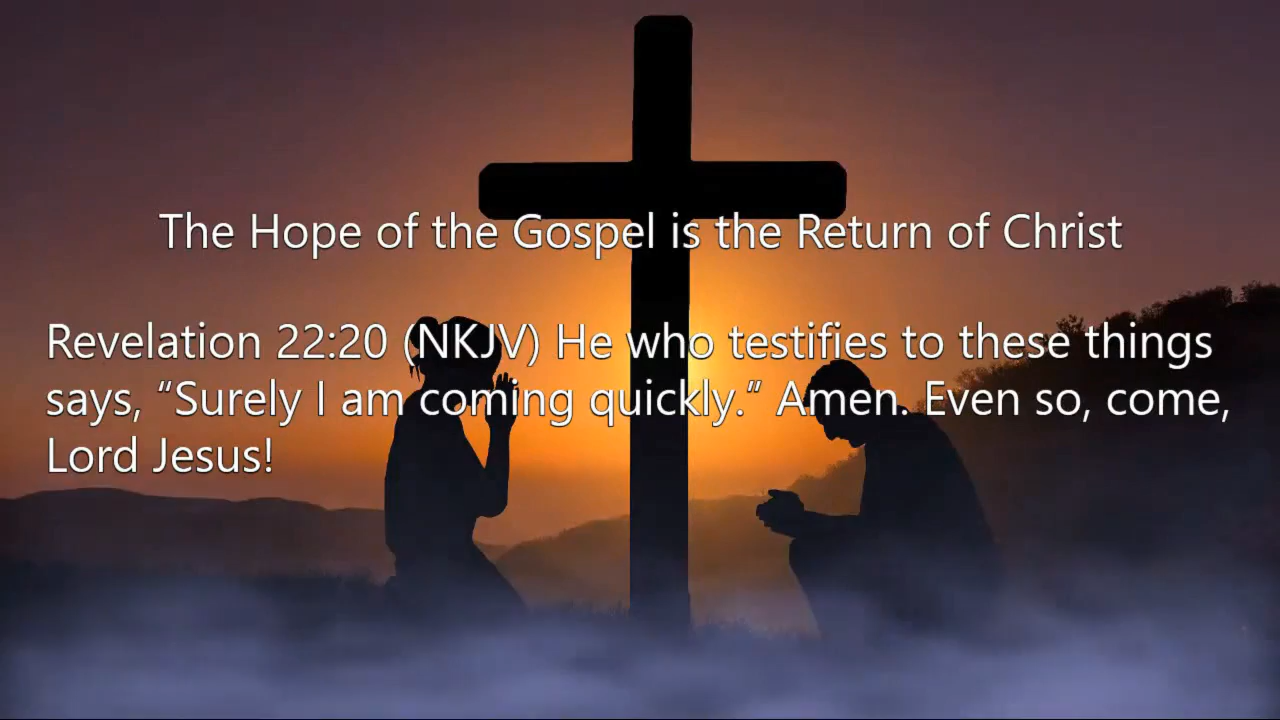 The Hope of the Gospel is the Return of Christ
Revelation 22:20 (NKJV) He who testifies to these things
says, “Surely I am coming quickly.” Amen. Even so, come,
Lord Jesus!